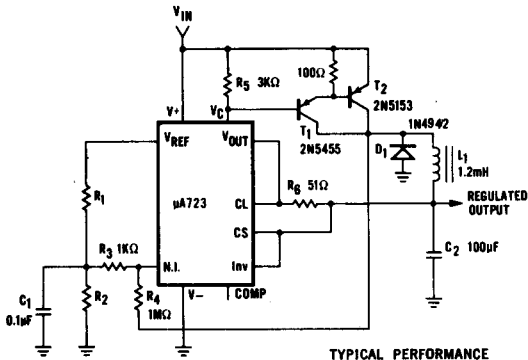 VIN
R5 3KΩ
100Ω
T2
2N5153
V+
VC
T1
2N5455
1N4942
D1
L1
1.2mH
VREF
VOUT
R1
μA723
CL
R6 51Ω
REGULATED
OUTPUT
CS
R3 1KΩ
N.I.
Inv
C2 100μF
C1
0.1μF
R2
R4
1MΩ
V−
COMP
TYPICAL PERFORMANCE